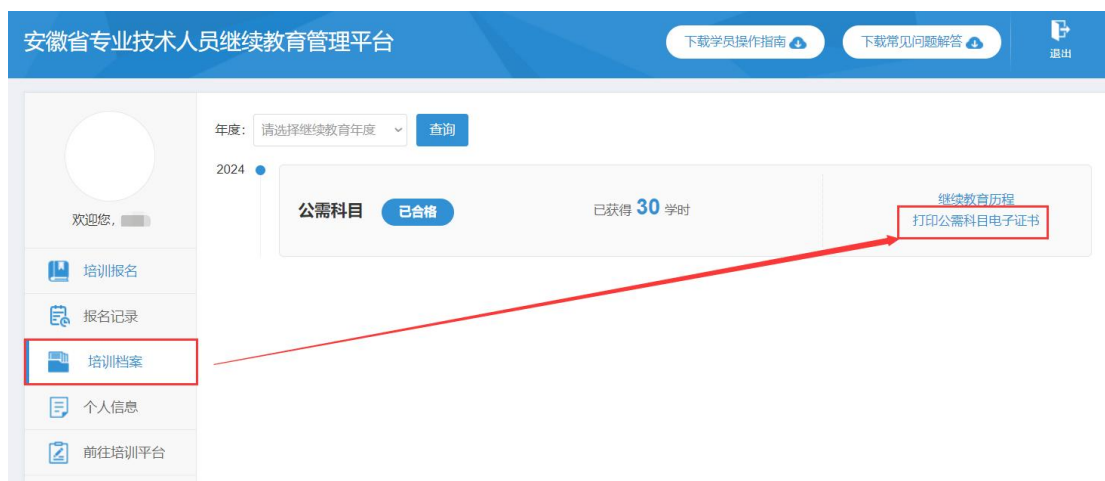 安徽省专业技术人员继续教育管理平台
下载学员操作指南
下载常见问题解答
退出
年度：
请选择继续教育年度
查询
2024
公需科目
已合格
已获得 30 学时
继续教育历程
打印公需科目电子证书
欢迎您，
培训报名
报名记录
培训档案
个人信息
前往培训平台